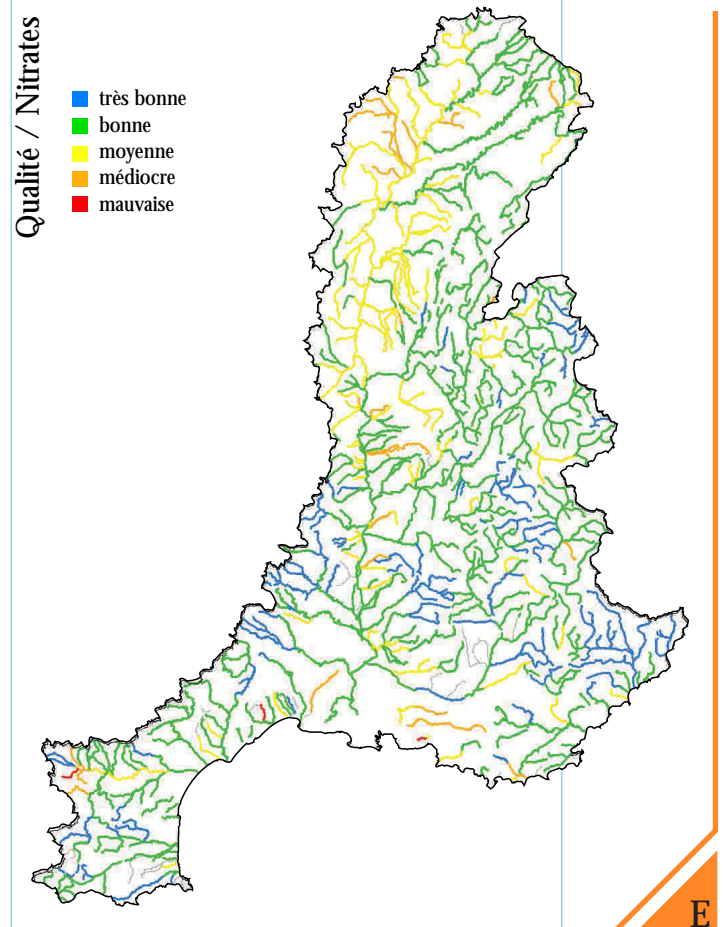 Qualité / Nitrates
très bonne
bonne
moyenne
médiocre
mauvaise
E